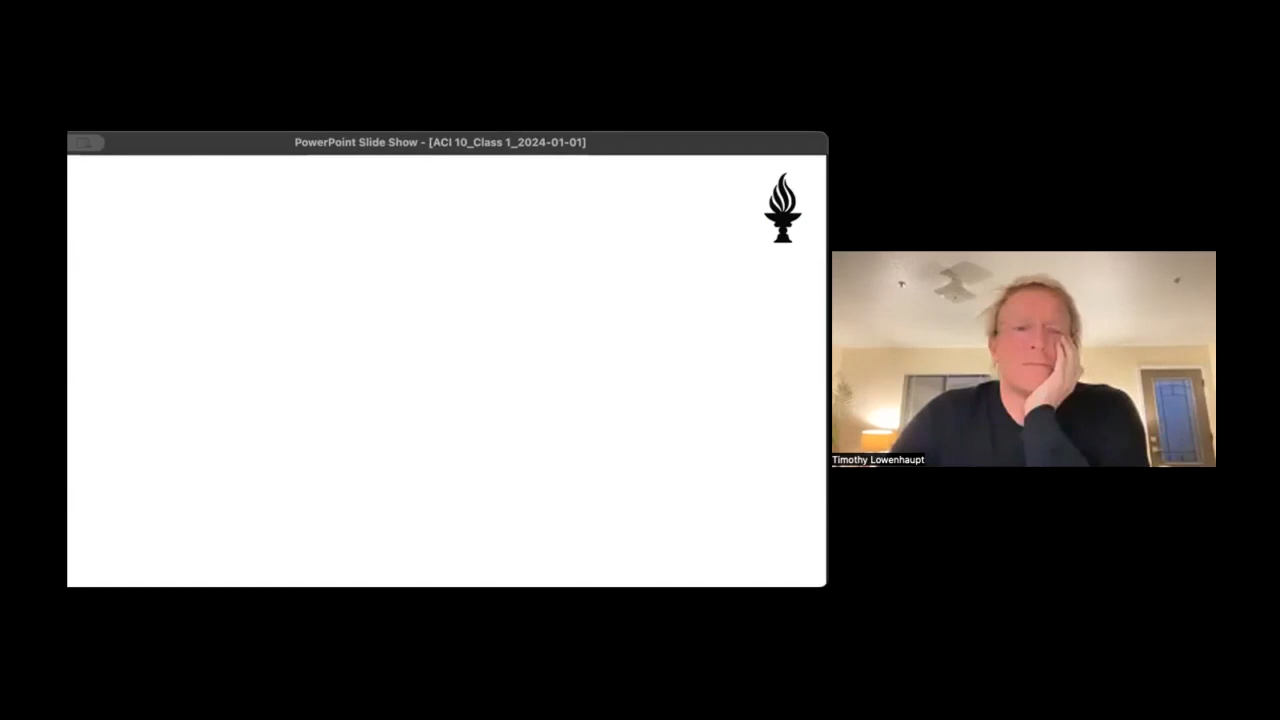 PowerPoint Slide Show - [ACI 10_Class 1_2024-01-01]
Timothy Lowenhaupt